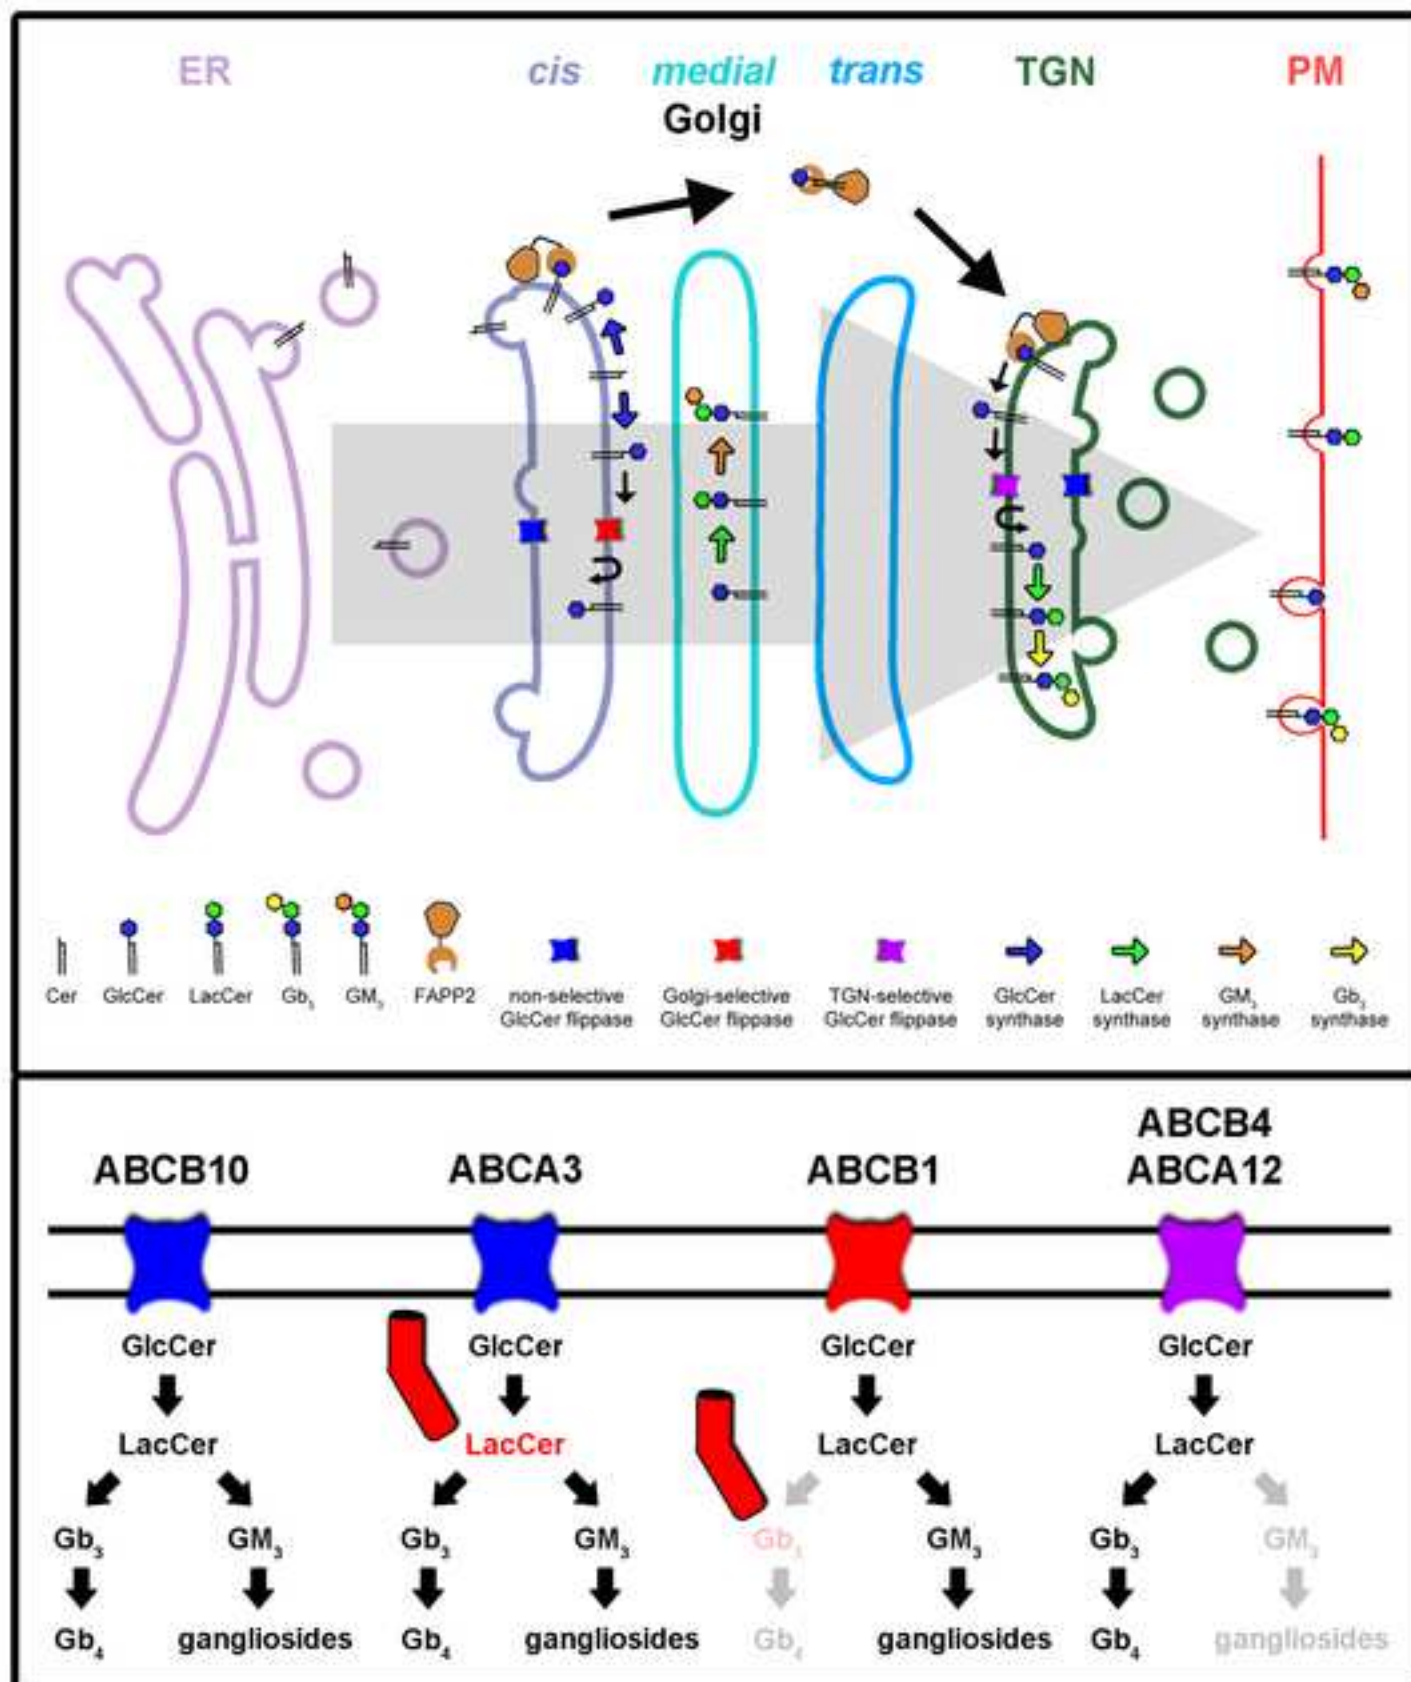 ER cis medial trans TGN PM
Golgi
Cer GlcCer LacCer Gb3 GM3 FAPP2 non-selective Golgi-selective TGN-selective GlcCer LacCer GM3 Gb3
GlcCer flippase GlcCer flippase GlcCer flippase synthase synthase synthase synthase
ABCB4
ABCB10 ABCA3 ABCB1 ABCA12
GlcCer GlcCer GlcCer GlcCer
LacCer LacCer LacCer LacCer
Gb3 GM3 Gb3 GM3 Gb3 GM3 Gb3 GM3
Gb4 gangliosides Gb4 gangliosides Gb4 gangliosides Gb4 gangliosides